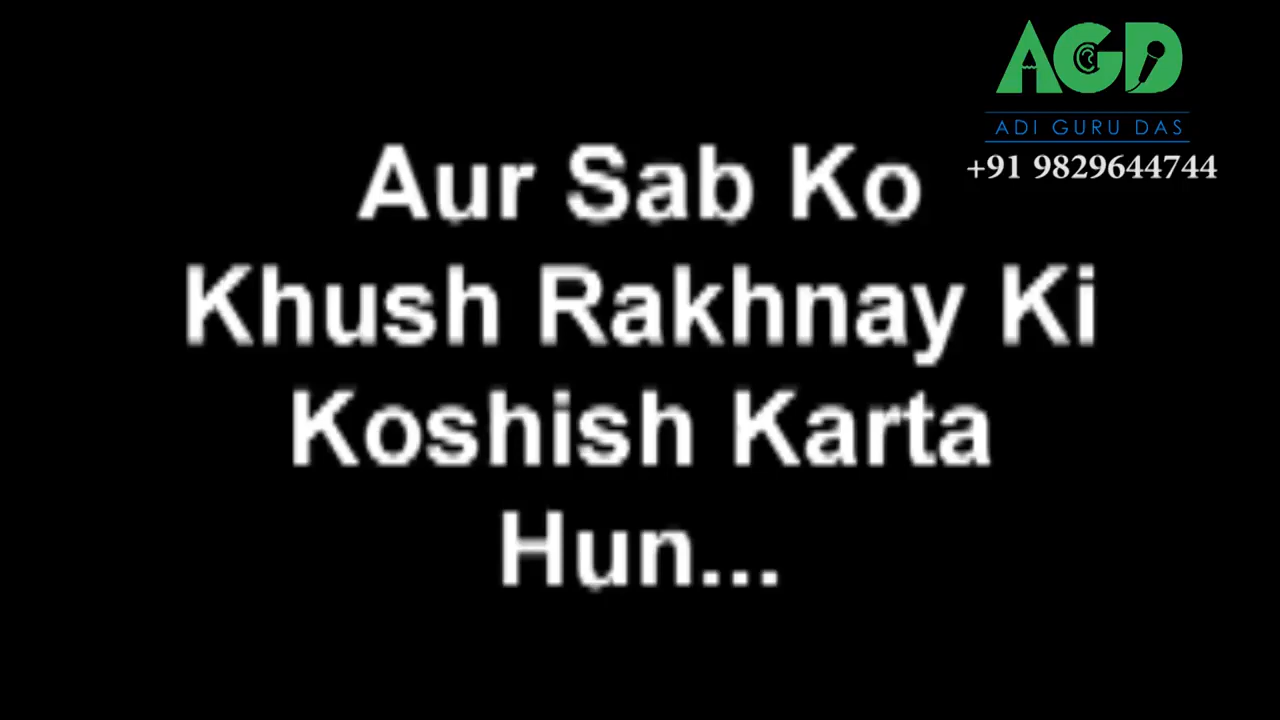 AGD
ADI GURU DAS
+91 9829644744
Aur Sab Ko
Khush Rakhnay Ki
Koshish Karta
Hun...